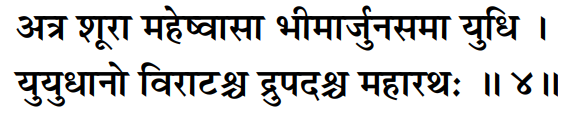 अत्र शूरा महेष्वासा भीमार्जुनसमा युधि ।
युयुधानो विराटश्च द्रुपदश्च महारथः ॥ ४॥